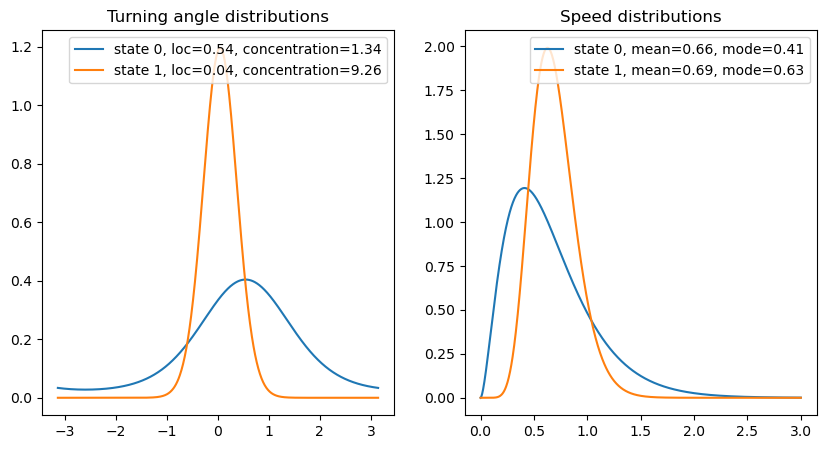 Turning angle distributions
state 0, loc=0.54, concentration=1.34
state 1, loc=0.04, concentration=9.26
1.2
1.0
0.8
0.6
0.4
0.2
0.0
−3 −2 −1 0 1 2 3
Speed distributions
state 0, mean=0.66, mode=0.41
state 1, mean=0.69, mode=0.63
2.00
1.75
1.50
1.25
1.00
0.75
0.50
0.25
0.00
0.0 0.5 1.0 1.5 2.0 2.5 3.0